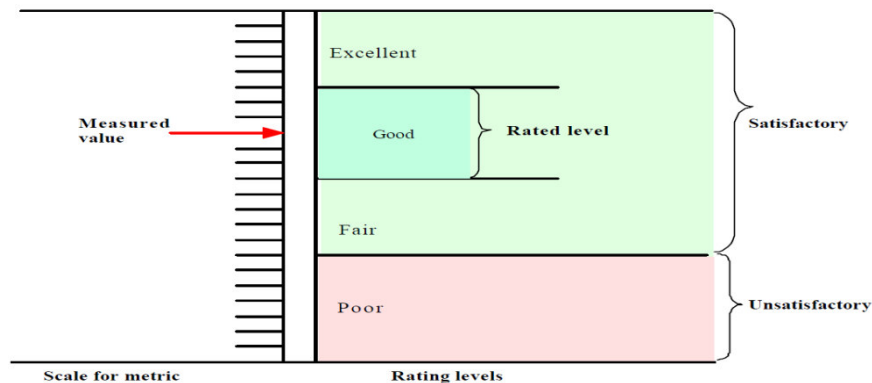 Excellent
Measured
value
Good
Rated level
Satisfactory
Fair
Poor
Unsatisfactory
Scale for metric
Rating levels